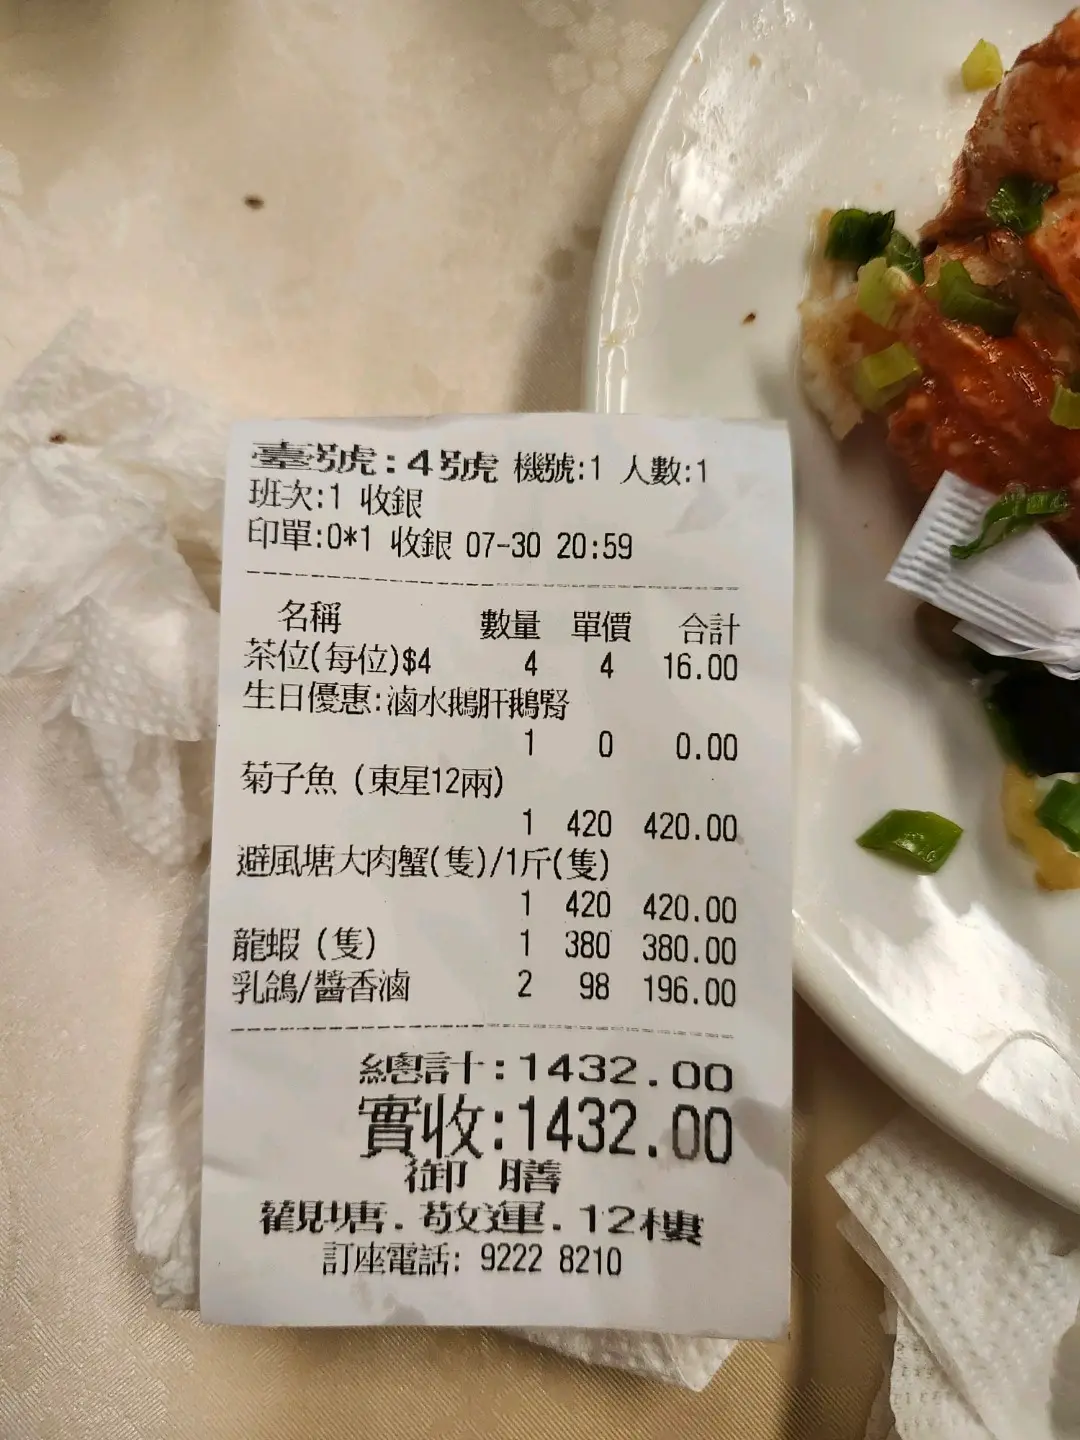 臺號:4號 機號:1 人數:1
班次:1 收銀
印單:0*1 收銀 07-30 20:59
名稱 數量 單價 合計
茶位(每位)$4 4 4 16.00
生日優惠:滷水鵝肝鵝腎
1 0 0.00
菊子魚 (東星12兩)
1 420 420.00
避風塘大肉蟹(隻)/1斤(隻)
1 420 420.00
龍蝦 (隻) 1 380 380.00
乳鴿/醬香滷 2 98 196.00
總計:1432.00
實收:1432.00
御 膳
觀塘.敬運.12樓
訂座電話: 9222 8210